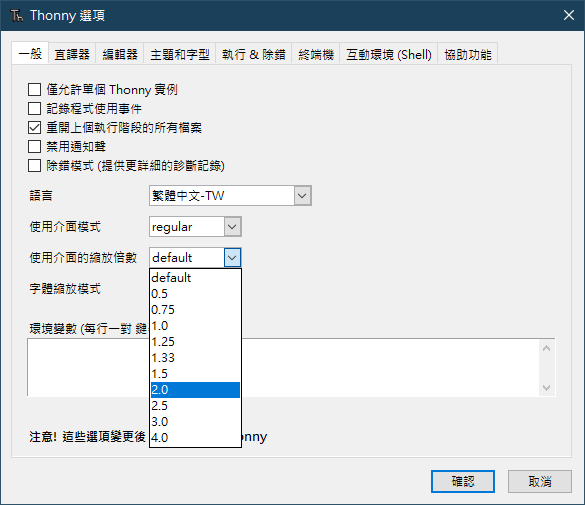 Thonny 選項
一般 直譯器 編輯器 主題和字型 執行 & 除錯 終端機 互動環境 (Shell) 協助功能
僅允許單個 Thonny 實例
記錄程式使用事件
重開上個執行階段的所有檔案
禁用通知聲
除錯模式 (提供更詳細的診斷記錄)
語言 繁體中文-TW
使用介面模式 regular
使用介面的縮放倍數 default
default
字體縮放模式
0.5
0.75
1.0
環境變數 (每行一對 鍵
1.25
1.33
1.5
2.0
2.5
3.0
4.0
注意! 這些選項變更後 onny
確認 取消